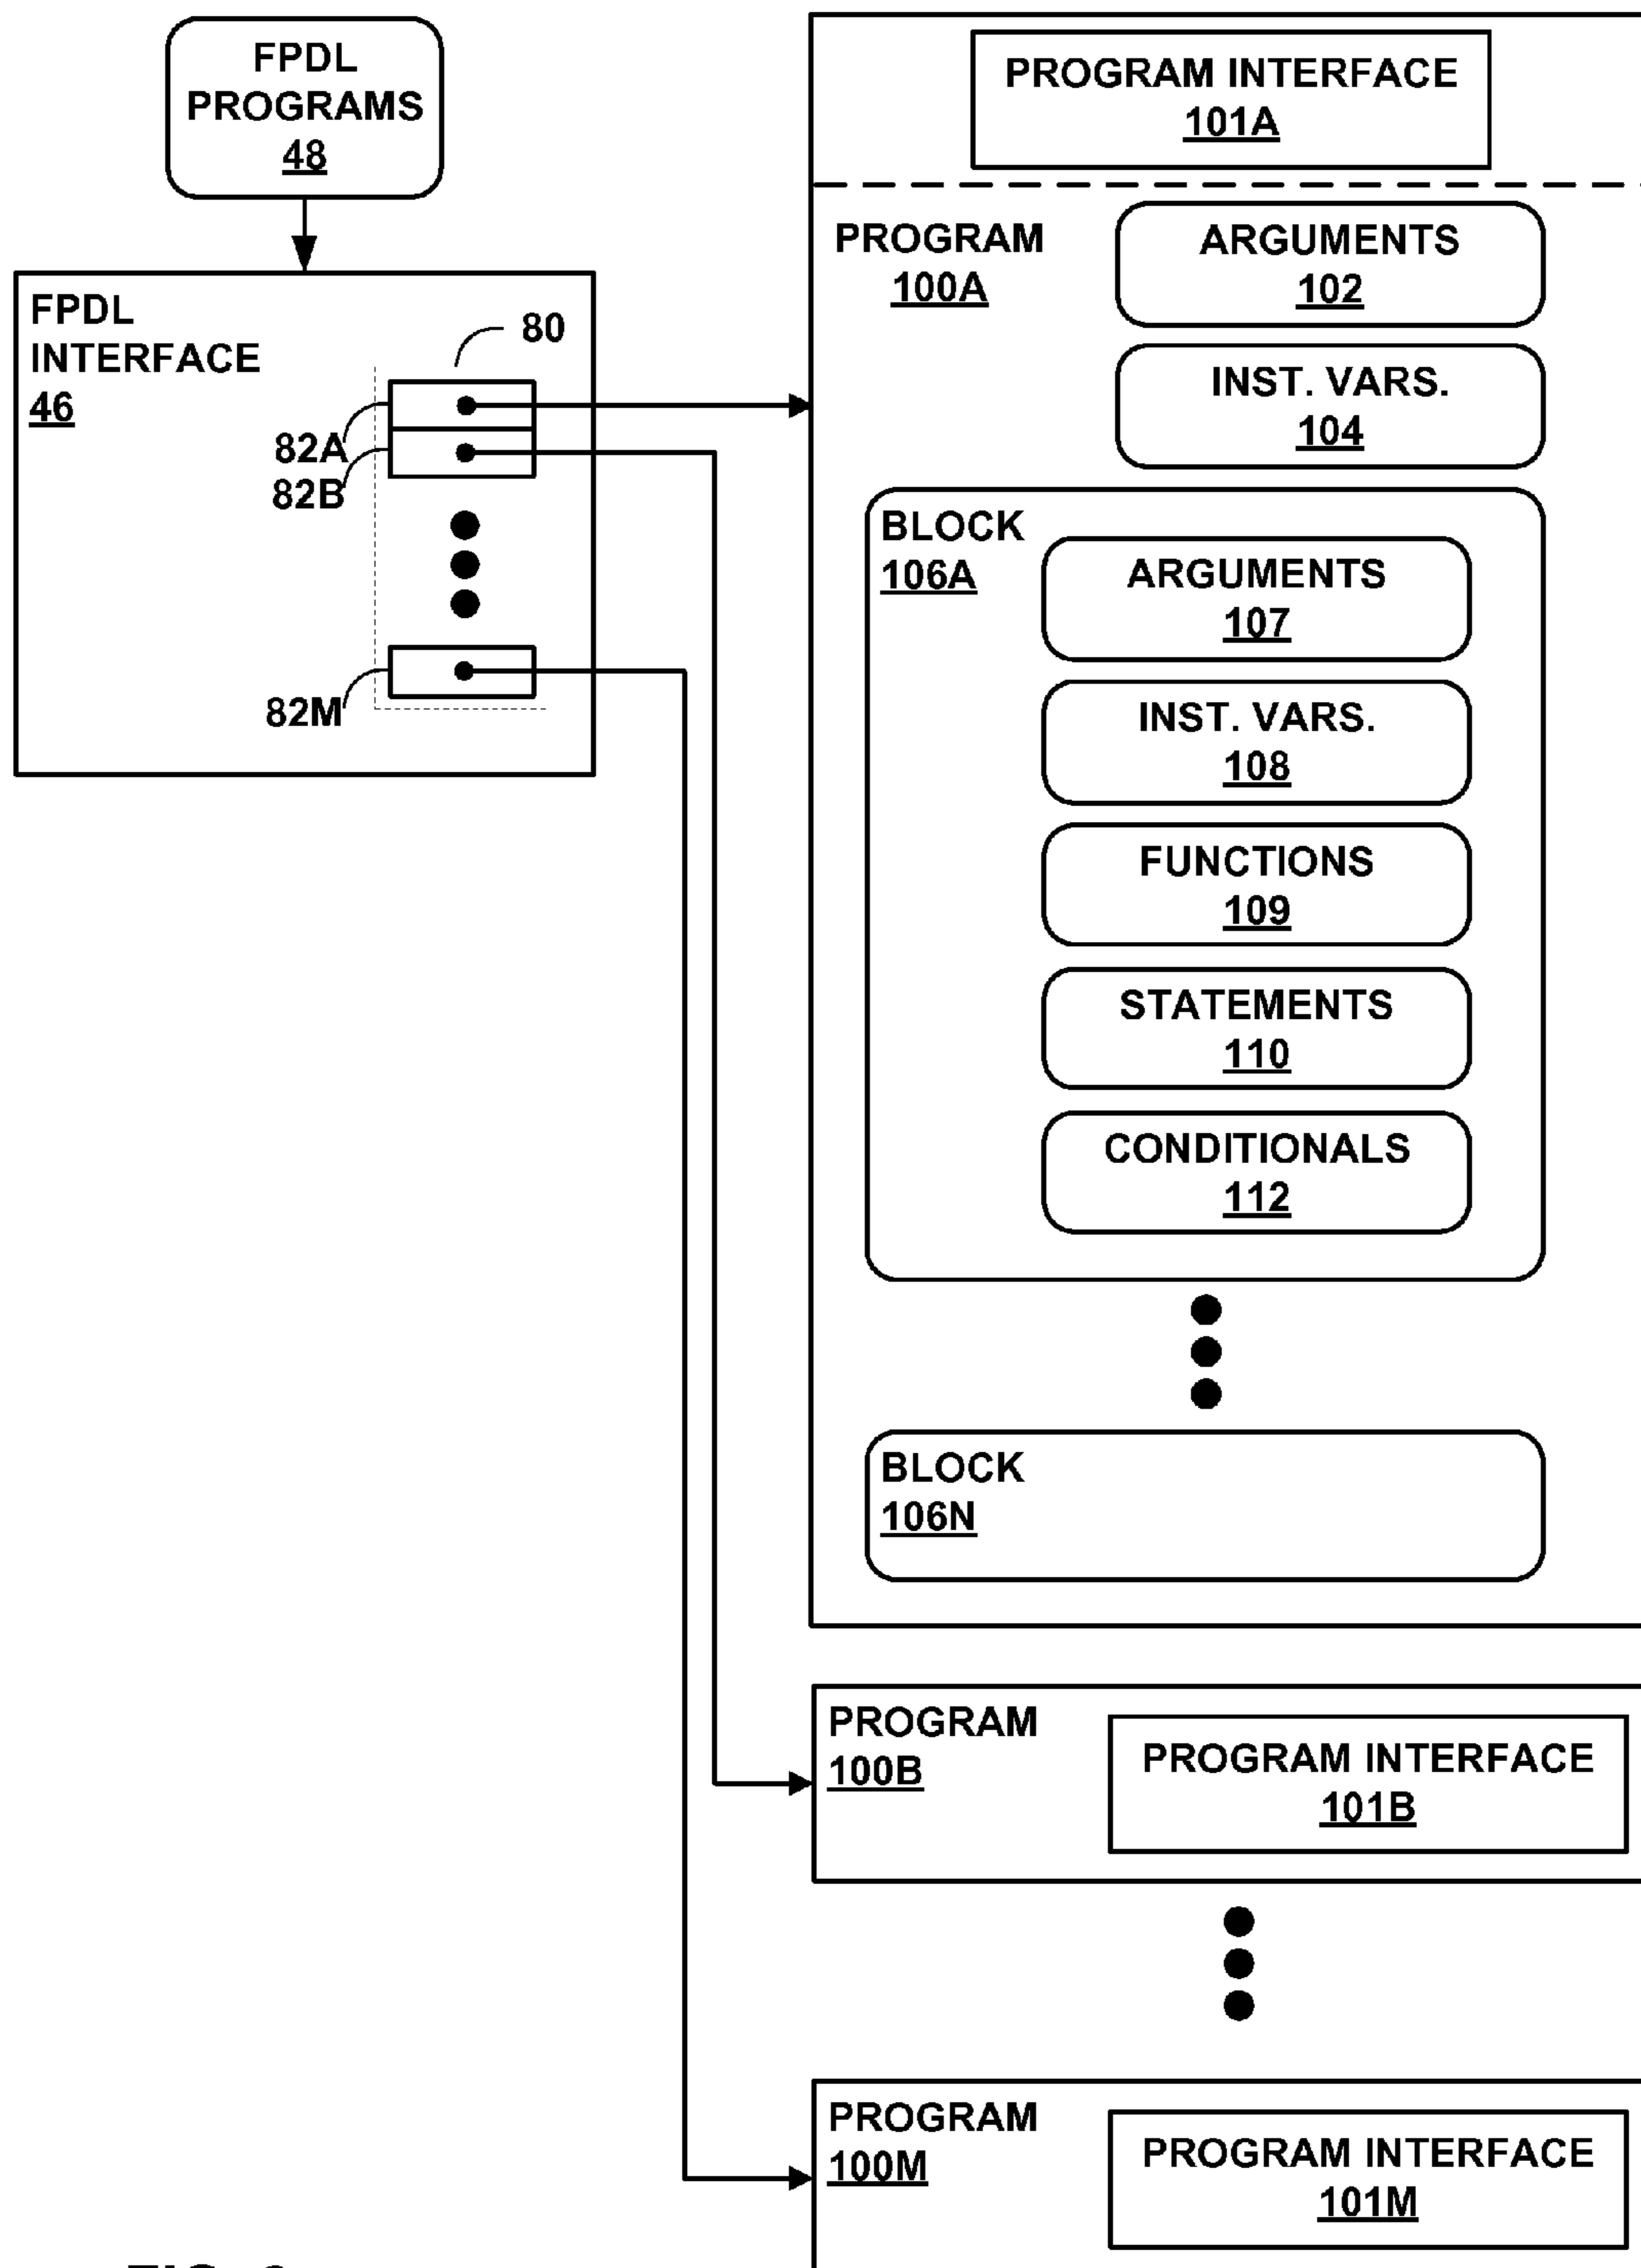 FPDL
PROGRAMS
48
FPDL
INTERFACE
46
80
82A
82B
82M
PROGRAM INTERFACE
101A
PROGRAM
100A
ARGUMENTS
102
INST. VARS.
104
BLOCK
106A
ARGUMENTS
107
INST. VARS.
108
FUNCTIONS
109
STATEMENTS
110
CONDITIONALS
112
BLOCK
106N
PROGRAM
100B
PROGRAM INTERFACE
101B
PROGRAM
100M
PROGRAM INTERFACE
101M